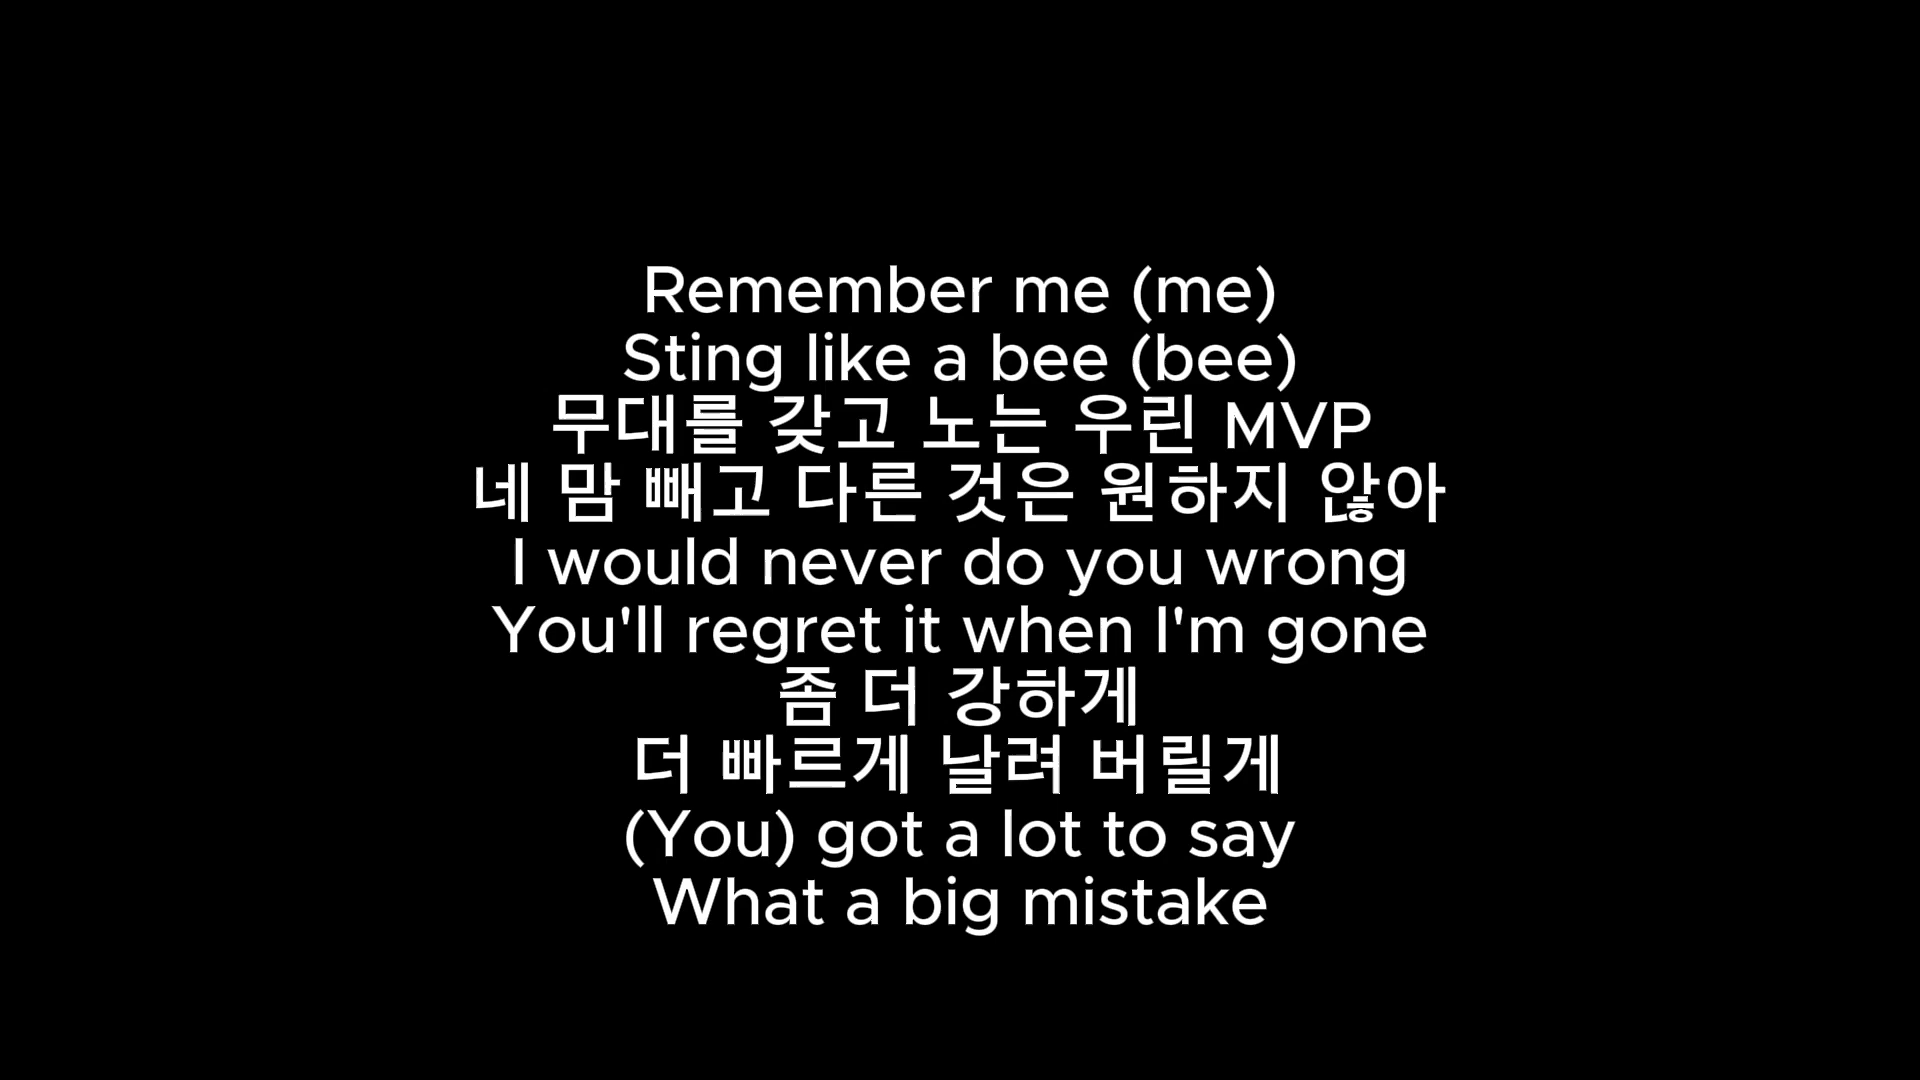 Remember me (me)
Sting like a bee (bee)
무대를 갖고 노는 우린 MVP
네 맘 빼고 다른 것은 원하지 않아
I would never do you wrong
You'll regret it when I'm gone
좀 더 강하게
더 빠르게 날려 버릴게
(You) got a lot to say
What a big mistake